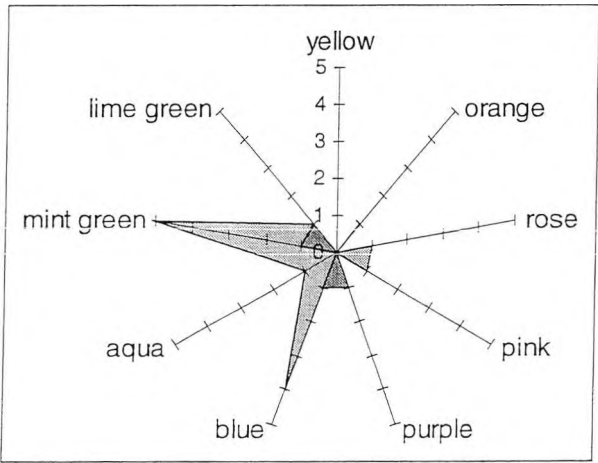 yellow
5
4
3
2
1
0
lime green
orange
mint green
rose
aqua
pink
blue
purple